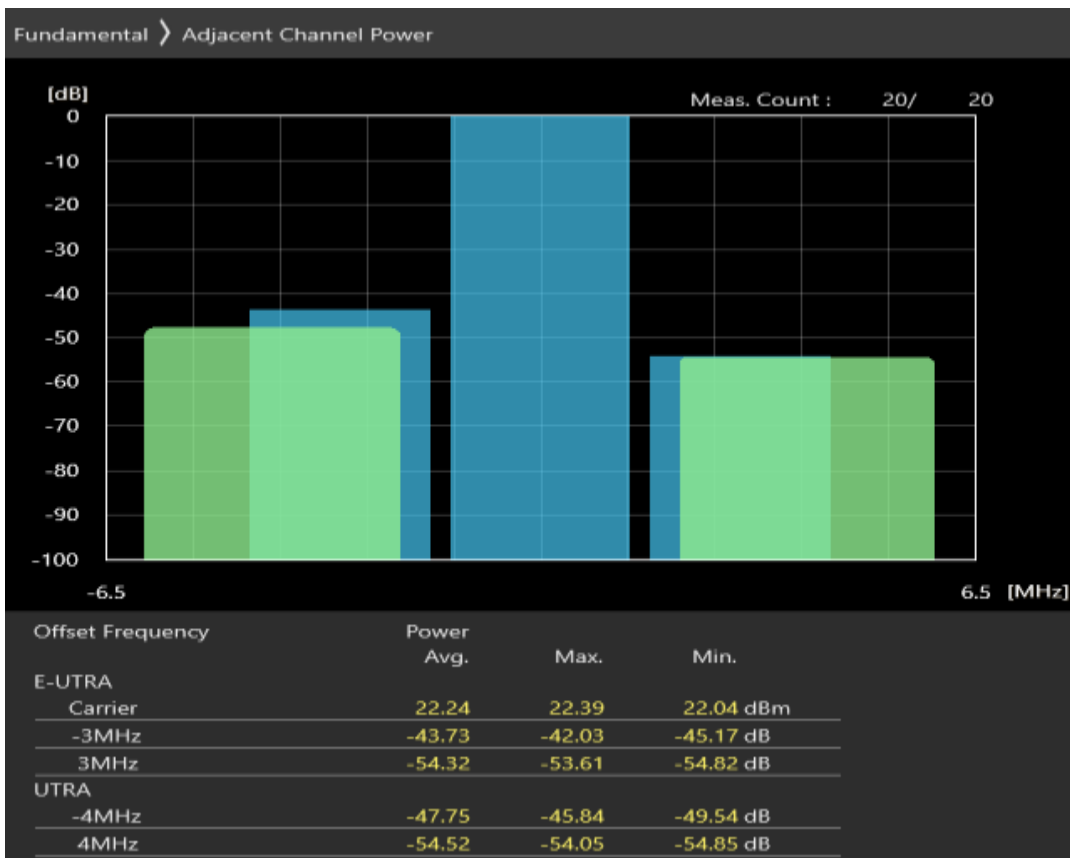 Fundamental 〉 Adjacent Channel Power
[dB]
Meas. Count : 20/ 20
0
-10
-20
-30
-40
-50
-60
-70
-80
-90
-100
-6.5 6.5 [MHz]
Offset Frequency Power
Avg. Max. Min.
E-UTRA
Carrier 22.24 22.39 22.04 dBm
-3MHz -43.73 -42.03 -45.17 dB
3MHz -54.32 -53.61 -54.82 dB
UTRA
-4MHz -47.75 -45.84 -49.54 dB
4MHz -54.52 -54.05 -54.85 dB